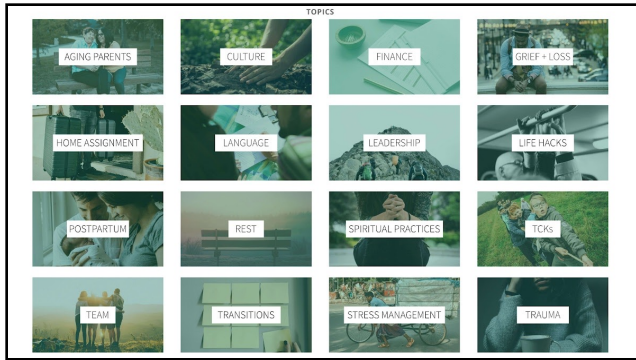 TOPICS
AGING PARENTS
CULTURE
FINANCE
GRIEF + LOSS
HOME ASSIGNMENT
LANGUAGE
LEADERSHIP
LIFE HACKS
POSTPARTUM
REST
SPIRITUAL PRACTICES
TCKs
TEAM
TRANSITIONS
STRESS MANAGEMENT
TRAUMA